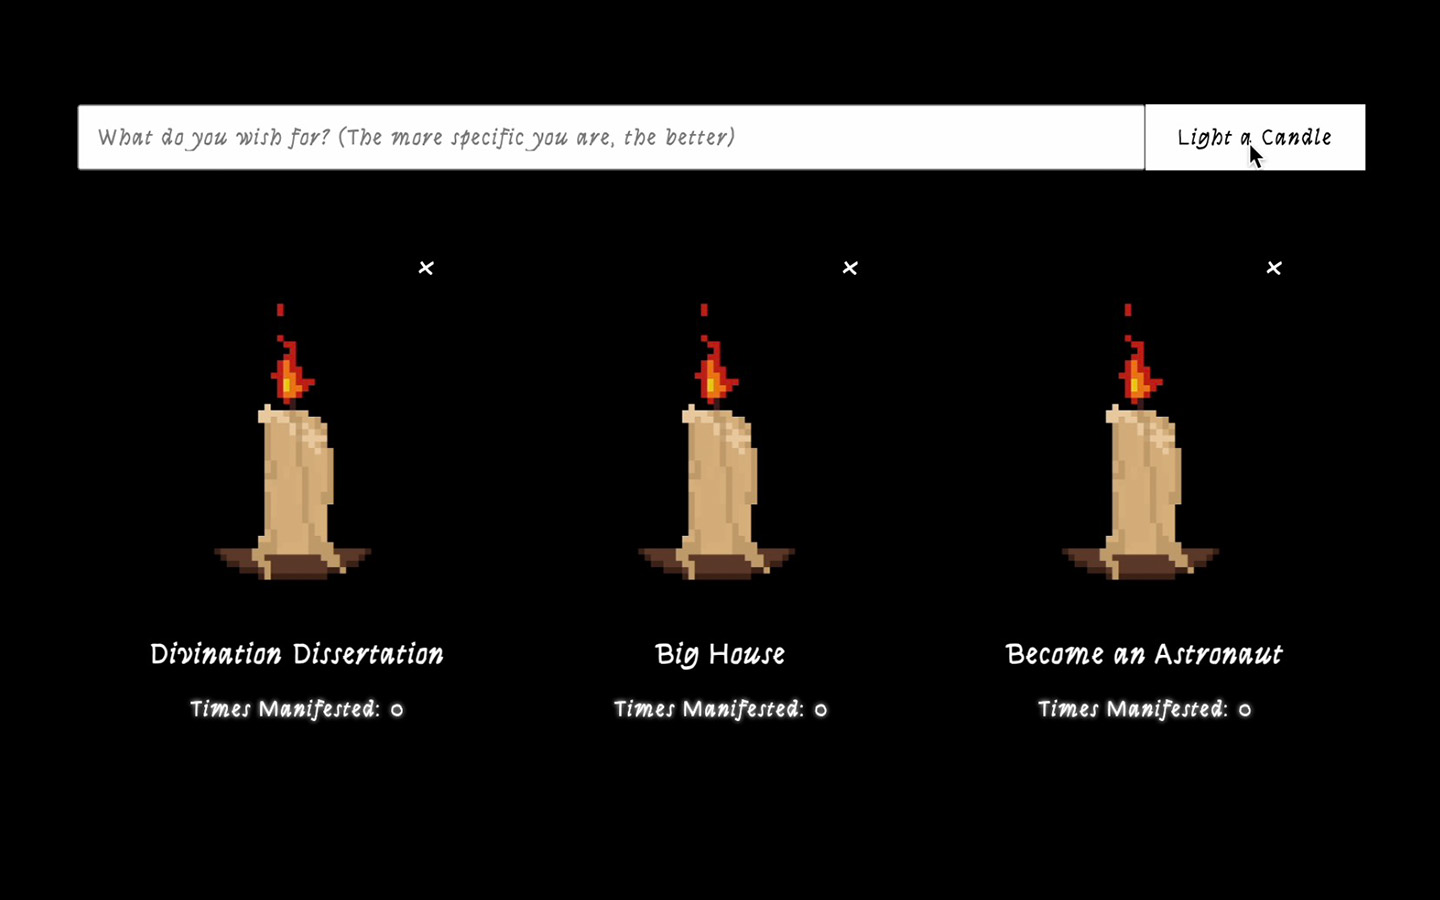 What do you wish for? (The more specific you are, the better)
Light a Candle
×
×
×
Divination Dissertation
Big House
Become an Astronaut
Times Manifested: 0
Times Manifested: 0
Times Manifested: 0